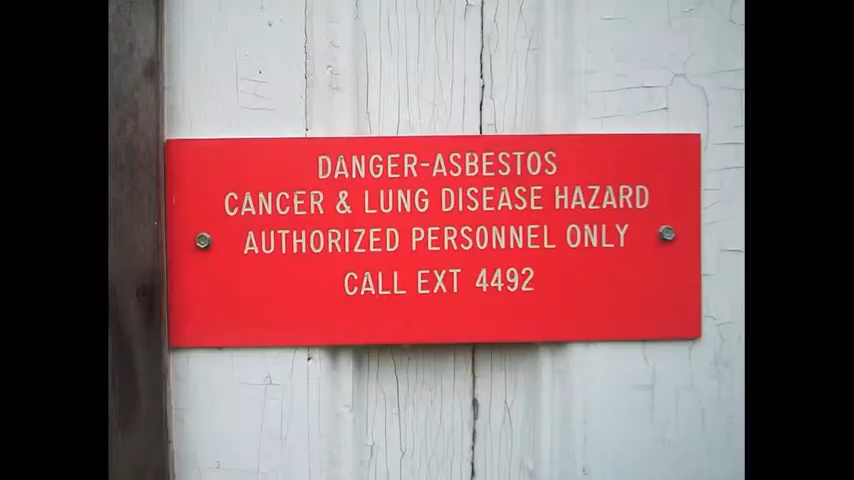 DANGER-ASBESTOS
CANCER & LUNG DISEASE HAZARD
AUTHORIZED PERSONNEL ONLY
CALL EXT 4492